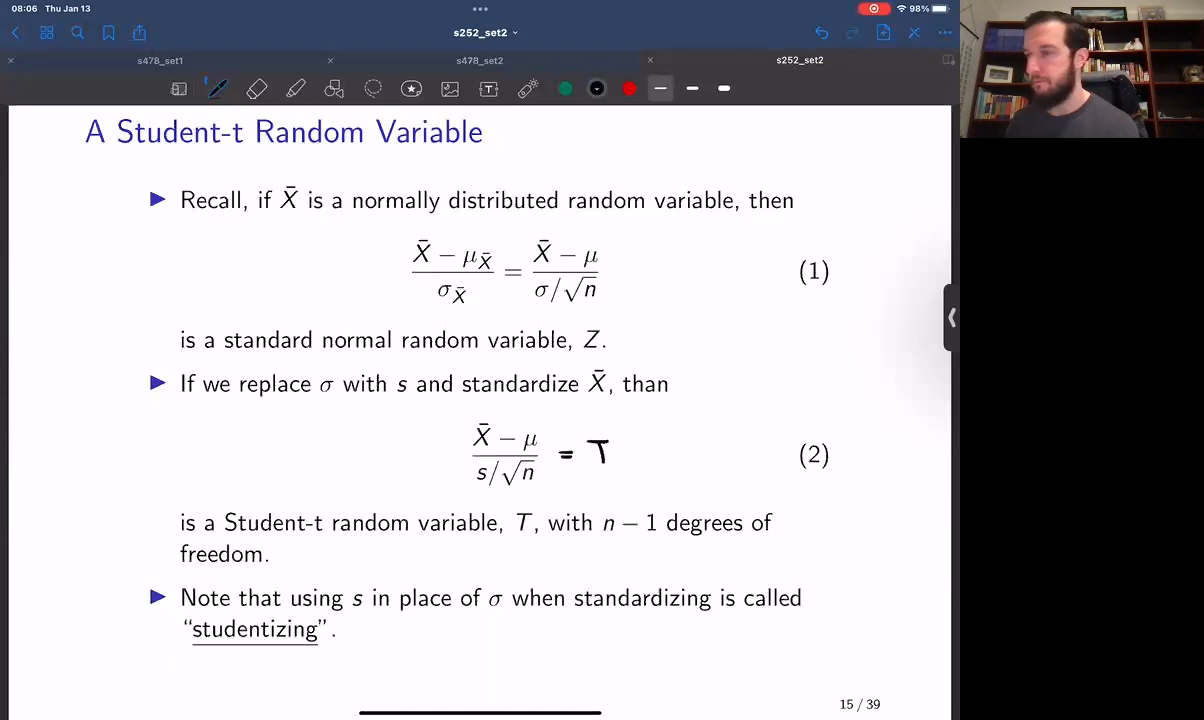 08:06 Thu Jan 13
98%
s252_set2
s478_set1
s478_set2
s252_set2
A Student-t Random Variable
▶ Recall, if X̄ is a normally distributed random variable, then
(X̄ − μ_X̄) / σ_X̄ = (X̄ − μ) / (σ/√n) (1)
is a standard normal random variable, Z.
▶ If we replace σ with s and standardize X̄, than
(X̄ − μ) / (s/√n) = T (2)
is a Student-t random variable, T, with n − 1 degrees of
freedom.
▶ Note that using s in place of σ when standardizing is called
“studentizing”.
15 / 39